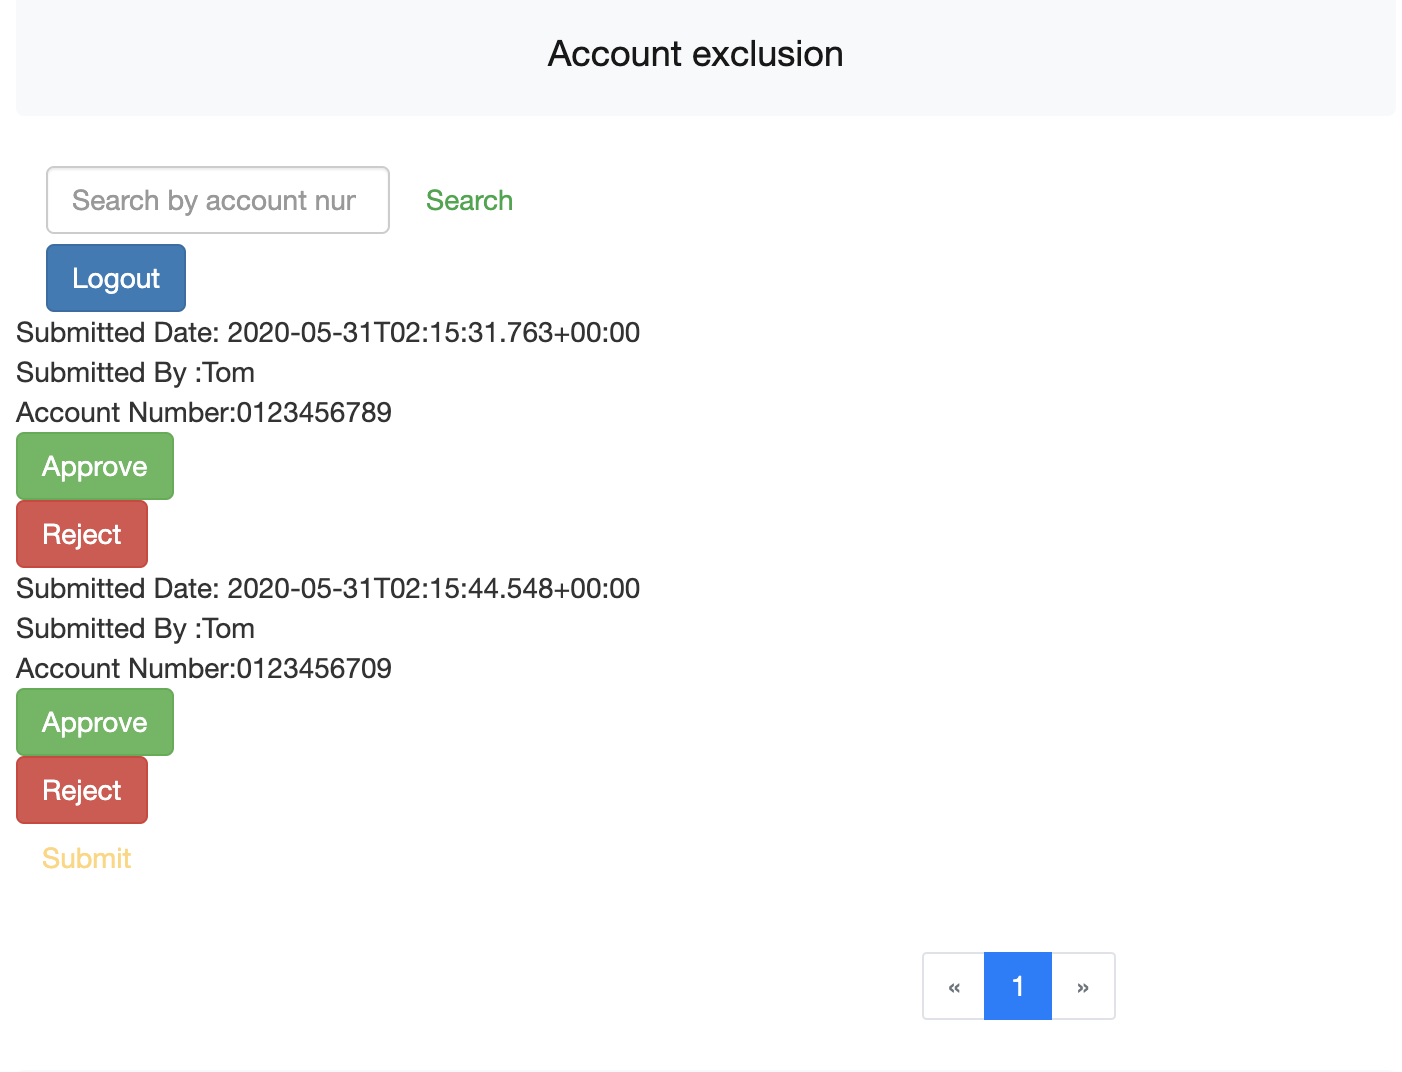 Account exclusion
Search by account nur Search
Logout
Submitted Date: 2020-05-31T02:15:31.763+00:00
Submitted By :Tom
Account Number:0123456789
Approve
Reject
Submitted Date: 2020-05-31T02:15:44.548+00:00
Submitted By :Tom
Account Number:0123456709
Approve
Reject
Submit
« 1 »